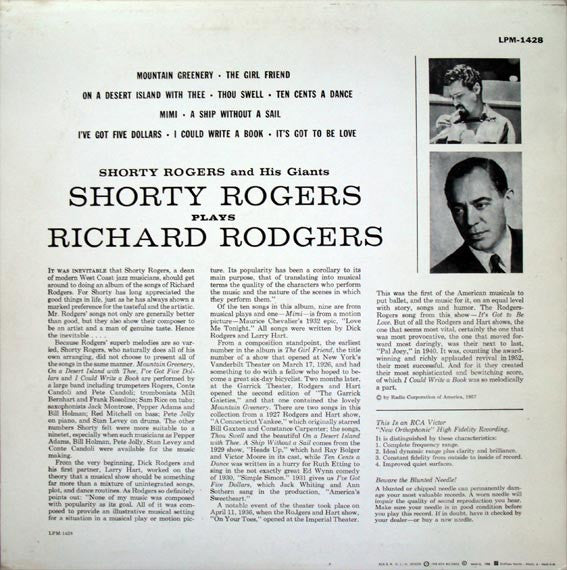 LPM-1428
MOUNTAIN GREENERY • THE GIRL FRIEND
ON A DESERT ISLAND WITH THEE • THOU SWELL • TEN CENTS A DANCE
MIMI • A SHIP WITHOUT A SAIL
I'VE GOT FIVE DOLLARS • I COULD WRITE A BOOK • IT'S GOT TO BE LOVE
SHORTY ROGERS and His Giants
SHORTY ROGERS
PLAYS
RICHARD RODGERS
IT WAS INEVITABLE that Shorty Rogers, a dean
of modern West Coast jazz musicians, should get
around to doing an album of the songs of Richard
Rodgers. For Shorty has long appreciated the
good things in life, just as he has always shown a
marked preference for the tasteful and the artistic.
Mr. Rodgers' songs not only are generally better
than good, but they also show their composer to
be an artist and a man of genuine taste. Hence
the inevitable . . .
Because Rodgers' superb melodies are so var-
ied, Shorty Rogers, who naturally does all of his
own arranging, did not choose to present all of
the songs in the same manner. Mountain Greenery,
On a Desert Island with Thee, I've Got Five Dol-
lars and I Could Write a Book are performed by
a large band including trumpeters Rogers, Conte
Candoli and Pete Candoli; trombonists Milt
Bernhart and Frank Rosolino; Sam Rice on tuba;
saxophonists Jack Montrose, Pepper Adams and
Bill Holman; Red Mitchell on bass; Pete Jolly
on piano, and Stan Levey on drums. The other
numbers Shorty felt were more suitable to a
ninetet, especially when such musicians as Pepper
Adams, Bill Holman, Pete Jolly, Stan Levey and
Conte Candoli were available for the music
making.
From the very beginning, Dick Rodgers and
his first partner, Larry Hart, worked on the
theory that a musical show should be something
far more than a mixture of unintegrated songs,
plot, and dance routines. As Rodgers so definitely
points out: "None of my music was composed
with popularity as its goal. All of it was com-
posed to provide an illustrative musical setting
for a situation in a musical play or motion pic-
LPM-1428
ture. Its popularity has been a corollary to its
main purpose, that of translating into musical
terms the quality of the characters who perform
the music and the nature of the scenes in which
they perform them."
Of the ten songs in this album, nine are from
musical plays and one—Mimi—is from a motion
picture—Maurice Chevalier's 1932 epic, "Love
Me Tonight." All songs were written by Dick
Rodgers and Larry Hart.
From a composition standpoint, the earliest
number in the album is The Girl Friend, the title
number of a show that opened at New York's
Vanderbilt Theater on March 17, 1926, and had
something to do with a fellow who hoped to be-
come a great six-day bicyclist. Two months later,
at the Garrick Theater, Rodgers and Hart
opened the second edition of "The Garrick
Gaieties," and that one contained the lovely
Mountain Greenery. There are two songs in this
collection from a 1927 Rodgers and Hart show,
"A Connecticut Yankee," which originally starred
Bill Gaxton and Constance Carpenter; the songs,
Thou Swell and the beautiful On a Desert Island
with Thee. A Ship Without a Sail comes from the
1929 show, "Heads Up," which had Ray Bolger
and Victor Moore in its cast, while Ten Cents a
Dance was written in a hurry for Ruth Etting to
sing in the not exactly great Ed Wynn comedy
of 1930, "Simple Simon." 1931 gives us I've Got
Five Dollars, which Jack Whiting and Ann
Sothern sang in the production, "America's
Sweetheart."
A notable event of the theater took place on
April 11, 1936, when the Rodgers and Hart show,
"On Your Toes," opened at the Imperial Theater.
This was the first of the American musicals to
put ballet, and the music for it, on an equal level
with story, songs and humor. The Rodgers-
Rogers song from this show—It's Got to Be
Love. But of all the Rodgers and Hart shows, the
one that seems most vital, certainly the one that
was most provocative, the one that moved for-
ward most daringly, was their next to last,
"Pal Joey," in 1940. It was, counting the award-
winning and richly applauded revival in 1952,
their most successful. And for it they created
their most sophisticated and bewitching score,
of which I Could Write a Book was so melodically
a part.
© by Radio Corporation of America, 1957
This Is an RCA Victor
"New Orthophonic" High Fidelity Recording.
It is distinguished by these characteristics:
1. Complete frequency range.
2. Ideal dynamic range plus clarity and brilliance.
3. Constant fidelity from outside to inside of record.
4. Improved quiet surfaces.
Beware the Blunted Needle!
A blunted or chipped needle can permanently dam-
age your most valuable records. A worn needle will
impair the quality of sound reproduction you hear.
Make sure your needle is in good condition before
you play this record. If in doubt, have it checked by
your dealer—or buy a new needle.